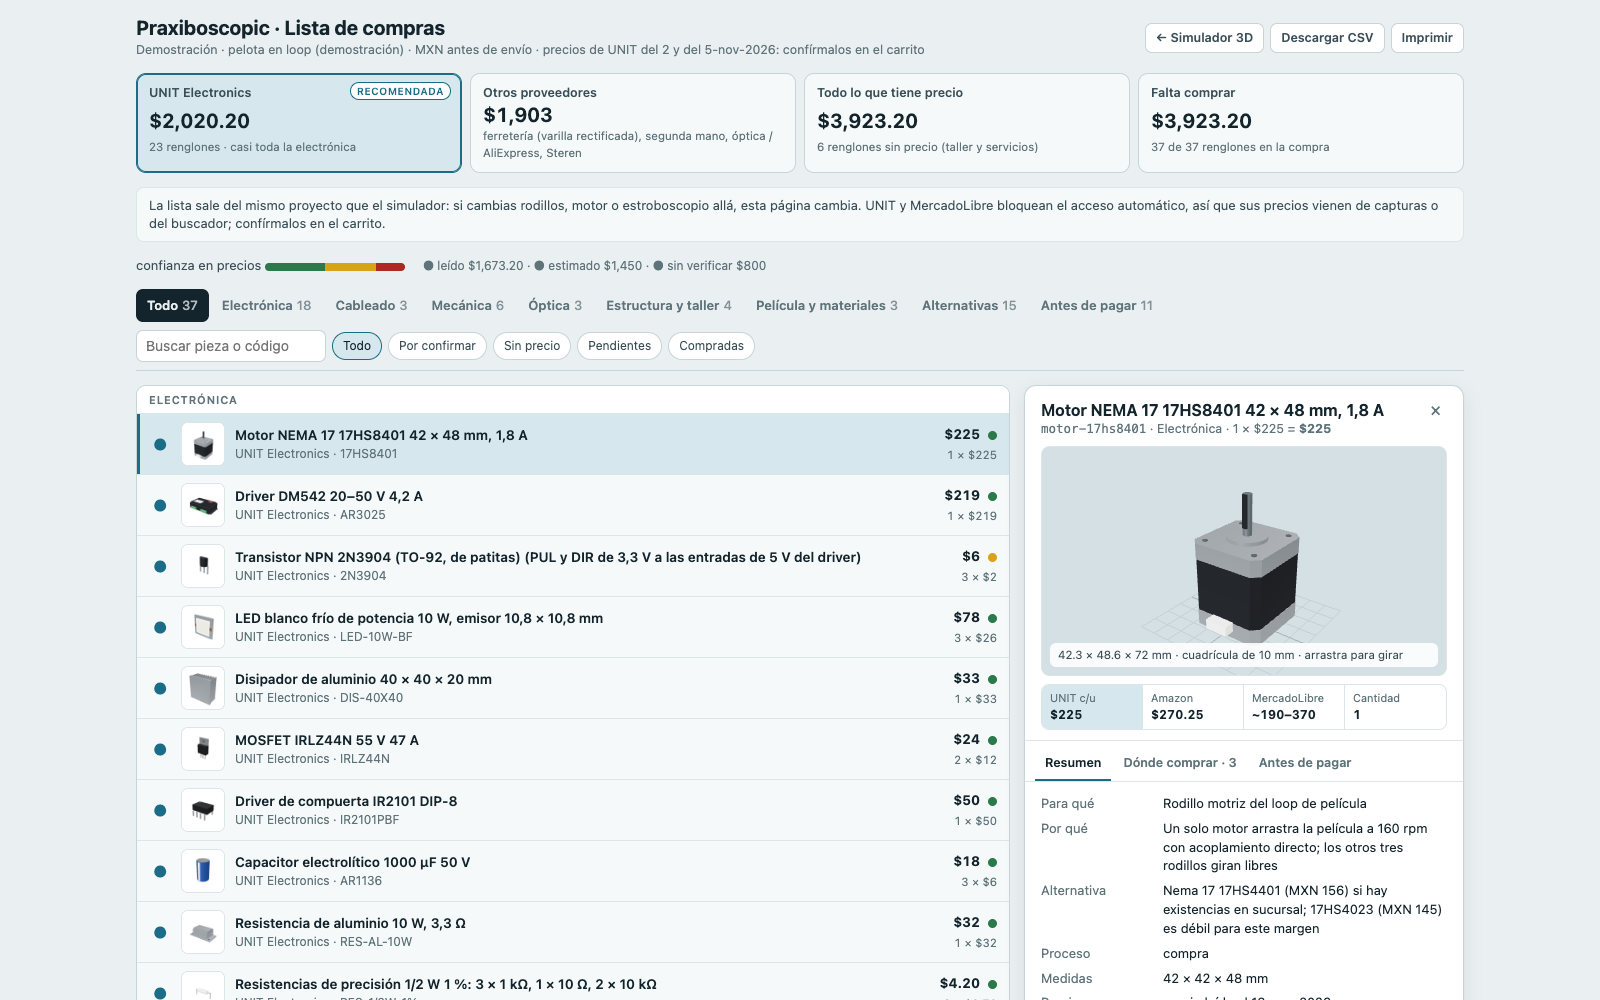 Praxiboscopic · Lista de compras
Demostración · pelota en loop (demostración) · MXN antes de envío · precios de UNIT del 2 y del 5-nov-2026: confírmalos en el carrito
← Simulador 3D
Descargar CSV
Imprimir
UNIT Electronics
RECOMENDADA
$2,020.20
23 renglones · casi toda la electrónica
Otros proveedores
$1,903
ferretería (varilla rectificada), segunda mano, óptica /
AliExpress, Steren
Todo lo que tiene precio
$3,923.20
6 renglones sin precio (taller y servicios)
Falta comprar
$3,923.20
37 de 37 renglones en la compra
La lista sale del mismo proyecto que el simulador: si cambias rodillos, motor o estroboscopio allá, esta página cambia. UNIT y MercadoLibre bloquean el acceso automático, así que sus precios vienen de capturas o
del buscador; confírmalos en el carrito.
confianza en precios
leído $1,673.20 · estimado $1,450 · sin verificar $800
Todo 37
Electrónica 18
Cableado 3
Mecánica 6
Óptica 3
Estructura y taller 4
Película y materiales 3
Alternativas 15
Antes de pagar 11
Buscar pieza o código
Todo
Por confirmar
Sin precio
Pendientes
Compradas
ELECTRÓNICA
Motor NEMA 17 17HS8401 42 × 48 mm, 1,8 A
UNIT Electronics · 17HS8401
$225
1 × $225
Driver DM542 20–50 V 4,2 A
UNIT Electronics · AR3025
$219
1 × $219
Transistor NPN 2N3904 (TO-92, de patitas) (PUL y DIR de 3,3 V a las entradas de 5 V del driver)
UNIT Electronics · 2N3904
$6
3 × $2
LED blanco frío de potencia 10 W, emisor 10,8 × 10,8 mm
UNIT Electronics · LED-10W-BF
$78
3 × $26
Disipador de aluminio 40 × 40 × 20 mm
UNIT Electronics · DIS-40X40
$33
1 × $33
MOSFET IRLZ44N 55 V 47 A
UNIT Electronics · IRLZ44N
$24
2 × $12
Driver de compuerta IR2101 DIP-8
UNIT Electronics · IR2101PBF
$50
1 × $50
Capacitor electrolítico 1000 µF 50 V
UNIT Electronics · AR1136
$18
3 × $6
Resistencia de aluminio 10 W, 3,3 Ω
UNIT Electronics · RES-AL-10W
$32
1 × $32
Resistencias de precisión 1/2 W 1 %: 3 × 1 kΩ, 1 × 10 Ω, 2 × 10 kΩ
$4.20
Motor NEMA 17 17HS8401 42 × 48 mm, 1,8 A
×
motor-17hs8401 · Electrónica · 1 × $225 = $225
42.3 × 48.6 × 72 mm · cuadrícula de 10 mm · arrastra para girar
UNIT c/u
$225
Amazon
$270.25
MercadoLibre
~190–370
Cantidad
1
Resumen
Dónde comprar · 3
Antes de pagar
Para qué
Rodillo motriz del loop de película
Por qué
Un solo motor arrastra la película a 160 rpm
con acoplamiento directo; los otros tres
rodillos giran libres
Alternativa
Nema 17 17HS4401 (MXN 156) si hay
existencias en sucursal; 17HS4023 (MXN 145)
es débil para este margen
Proceso
compra
Medidas
42 × 42 × 48 mm